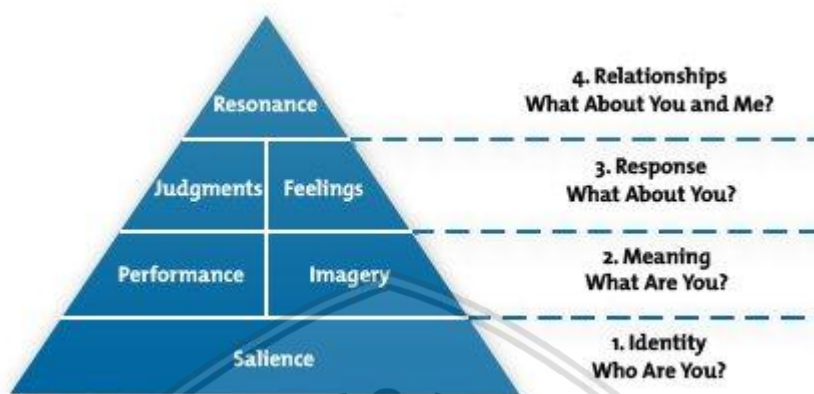 4. Relationships
Resonance What About You and Me?
3. Response
Judgments Feelings What About You?
2. Meaning
Performance Imagery What Are You?
1. Identity
Salience Who Are You?